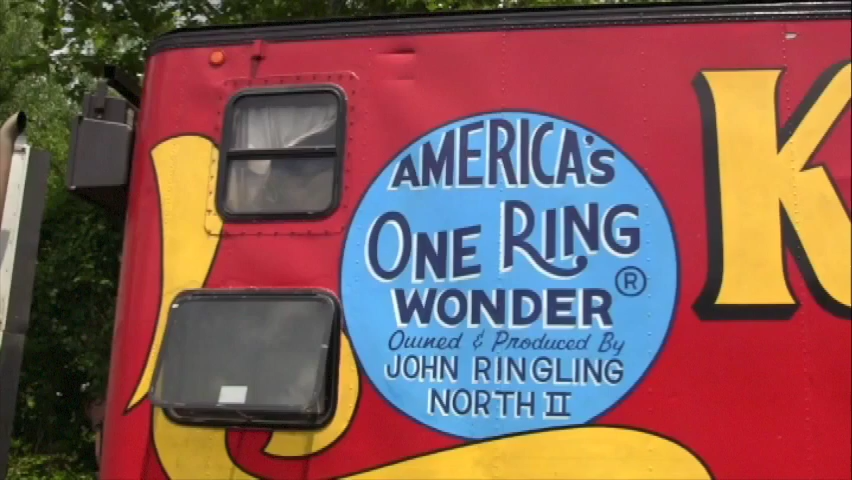 AMERICA'S
ONE RING
WONDER ®
Owned & Produced By
JOHN RINGLING
NORTH II
K